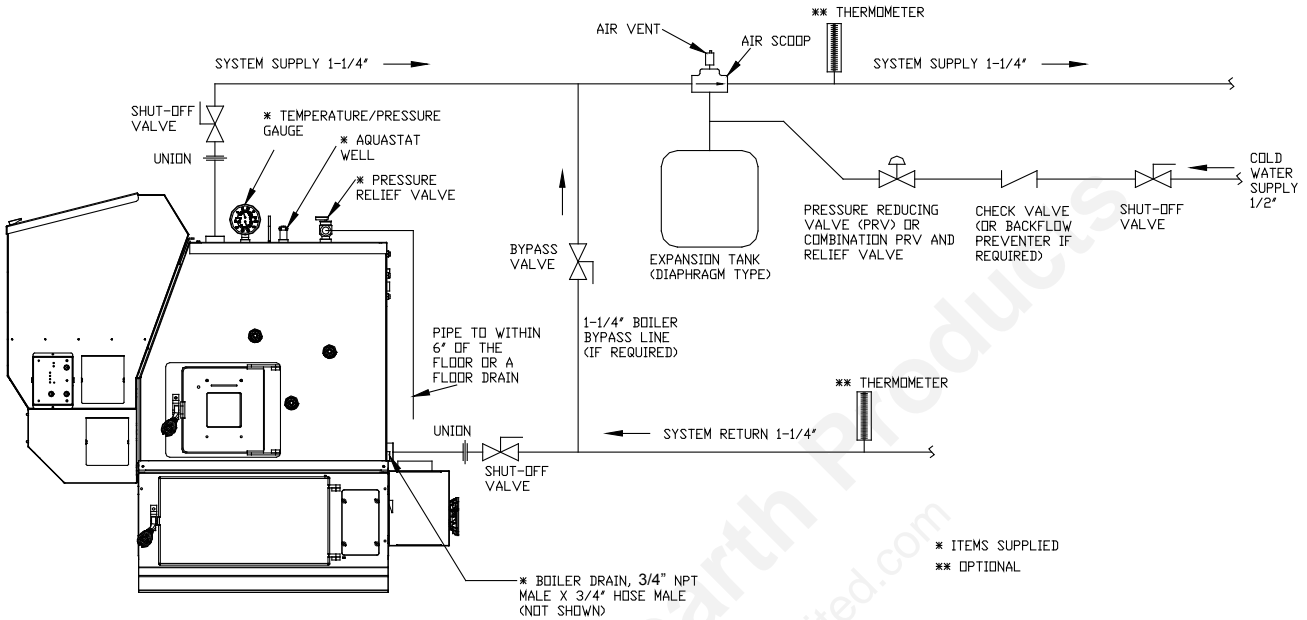 ** THERMOMETER
AIR VENT
AIR SCOOP
SYSTEM SUPPLY 1-1/4"
SYSTEM SUPPLY 1-1/4"
SHUT-OFF
VALVE
* TEMPERATURE/PRESSURE
GAUGE
* AQUASTAT
WELL
UNION
* PRESSURE
RELIEF VALVE
COLD
WATER
SUPPLY
1/2"
BYPASS
VALVE
EXPANSION TANK
(DIAPHRAGM TYPE)
PRESSURE REDUCING
VALVE (PRV) OR
COMBINATION PRV AND
RELIEF VALVE
CHECK VALVE
(OR BACKFLOW
PREVENTER IF
REQUIRED)
SHUT-OFF
VALVE
1-1/4" BOILER
BYPASS LINE
(IF REQUIRED)
PIPE TO WITHIN
6" OF THE
FLOOR OR A
FLOOR DRAIN
** THERMOMETER
UNION
SYSTEM RETURN 1-1/4"
SHUT-OFF
VALVE
* ITEMS SUPPLIED
** OPTIONAL
* BOILER DRAIN, 3/4" NPT
MALE X 3/4" HOSE MALE
(NOT SHOWN)
arth Products
ited.com